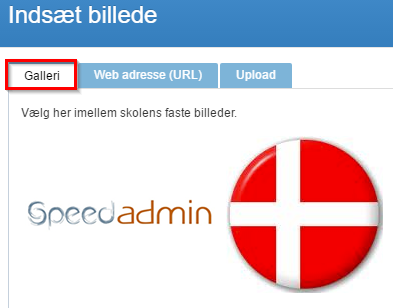 Indsæt billede
Galleri Web adresse (URL) Upload
Vælg her imellem skolens faste billeder.
Speedadmin